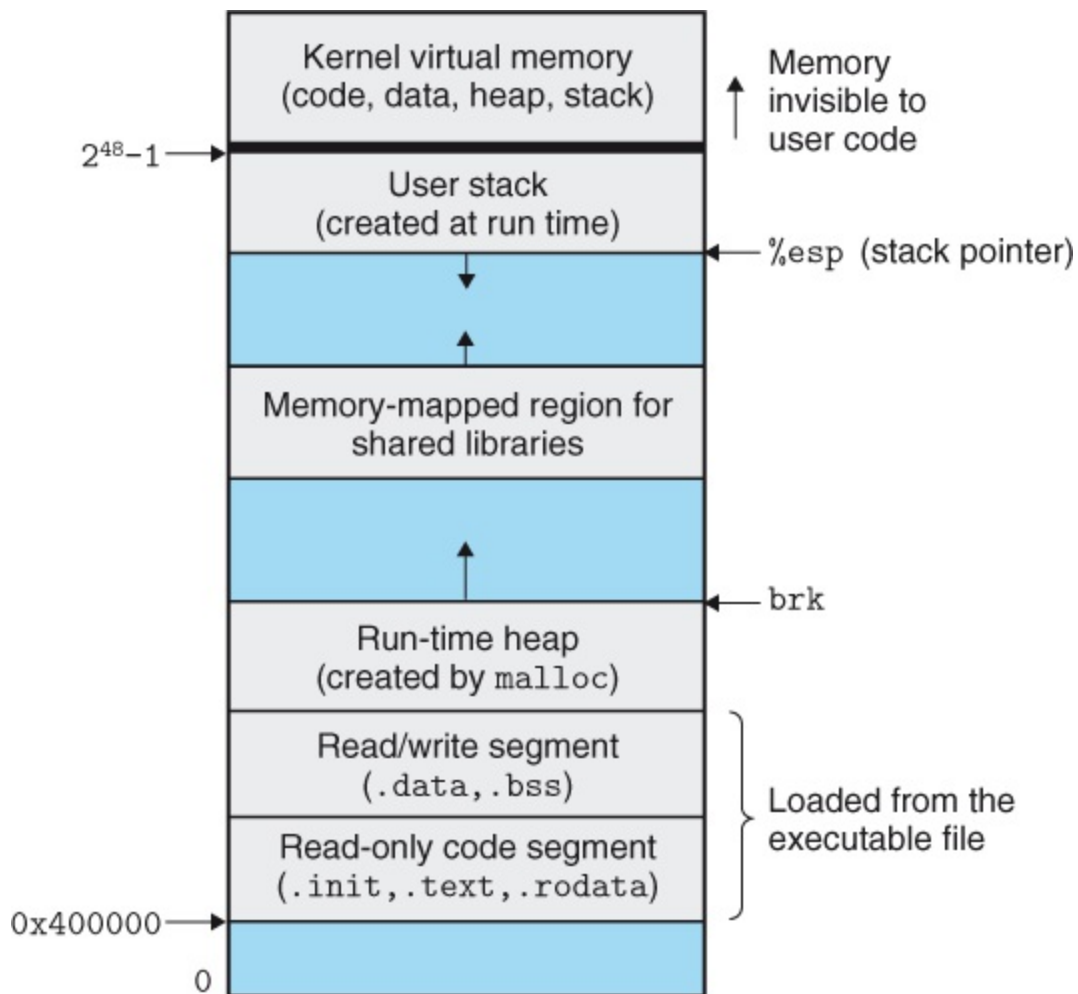 Kernel virtual memory
(code, data, heap, stack)
Memory
invisible to
user code
2⁴⁸−1
User stack
(created at run time)
%esp (stack pointer)
Memory-mapped region for
shared libraries
brk
Run-time heap
(created by malloc)
Read/write segment
(.data,.bss)
Loaded from the
executable file
Read-only code segment
(.init,.text,.rodata)
0x400000
0